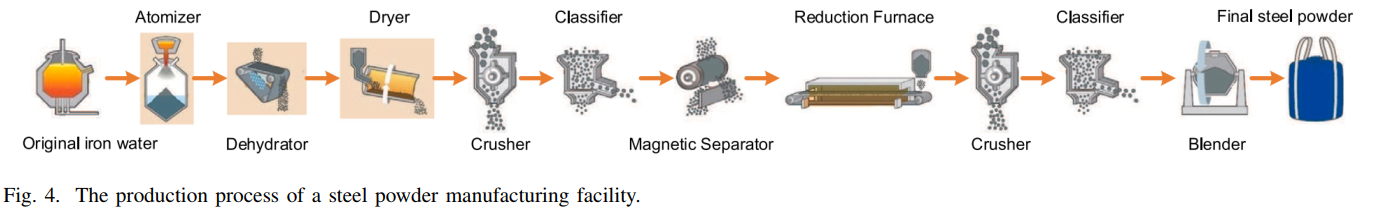 Atomizer Dryer Classifier Reduction Furnace Classifier Final steel powder
Original iron water Dehydrator Crusher Magnetic Separator Crusher Blender
Fig. 4. The production process of a steel powder manufacturing facility.